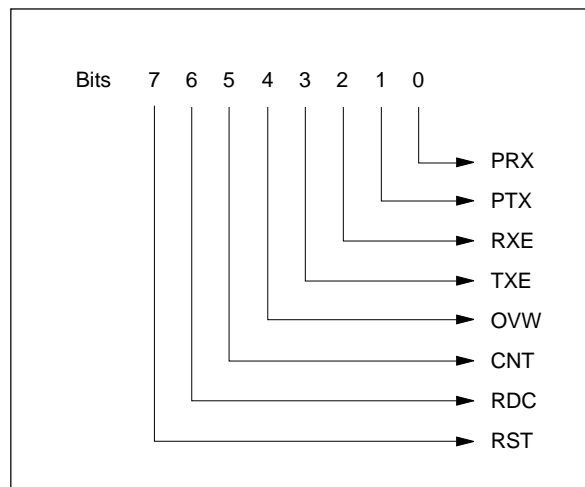 Bits 7 6 5 4 3 2 1 0
PRX
PTX
RXE
TXE
OVW
CNT
RDC
RST